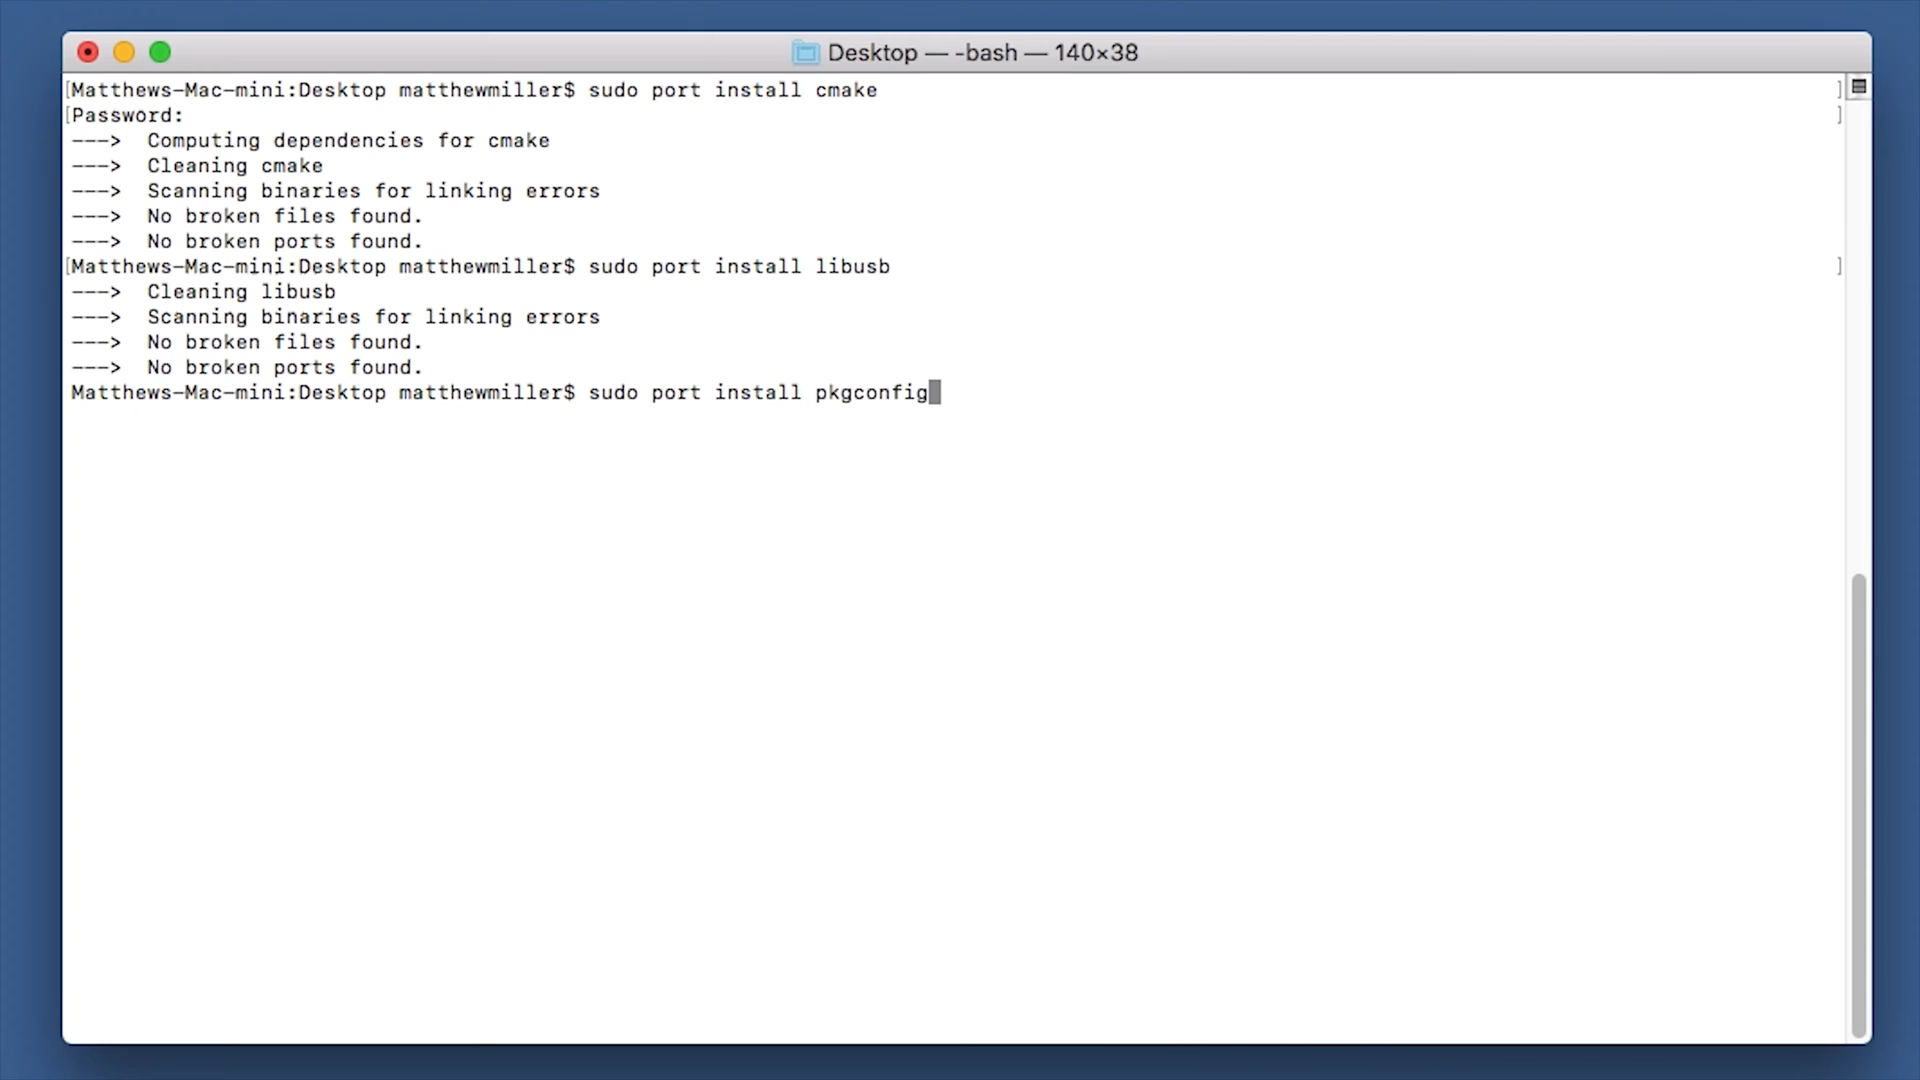 Desktop — -bash — 140×38
[Matthews-Mac-mini:Desktop matthewmiller$ sudo port install cmake ]
[Password: ]
---> Computing dependencies for cmake
---> Cleaning cmake
---> Scanning binaries for linking errors
---> No broken files found.
---> No broken ports found.
[Matthews-Mac-mini:Desktop matthewmiller$ sudo port install libusb ]
---> Cleaning libusb
---> Scanning binaries for linking errors
---> No broken files found.
---> No broken ports found.
Matthews-Mac-mini:Desktop matthewmiller$ sudo port install pkgconfig